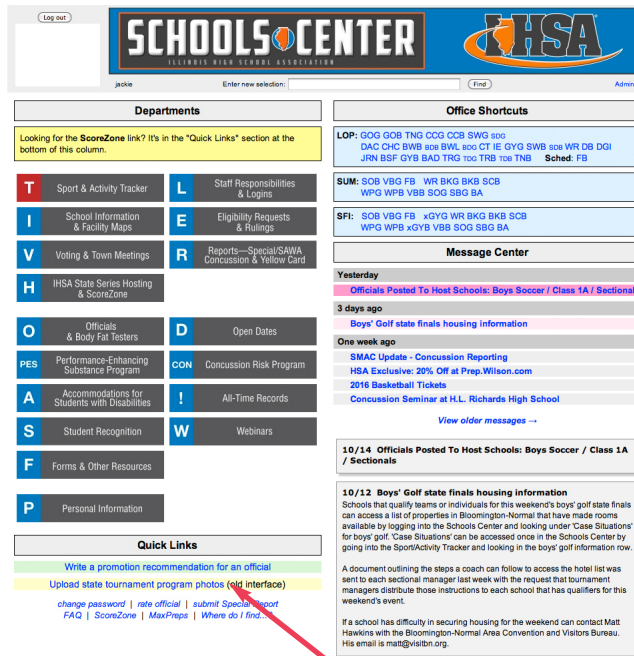 Log out
SCHOOLS CENTER
ILLINOIS HIGH SCHOOL ASSOCIATION
IHSA
jackie
Enter new selection:
Find
Admin
Departments
Looking for the ScoreZone link? It's in the "Quick Links" section at the
bottom of this column.
T Sport & Activity Tracker
L Staff Responsibilities
& Logins
I School Information
& Facility Maps
E Eligibility Requests
& Rulings
V Voting & Town Meetings
R Reports—Special/SAWA
Concussion & Yellow Card
H IHSA State Series Hosting
& ScoreZone
O Officials
& Body Fat Testers
D Open Dates
PES Performance-Enhancing
Substance Program
CON Concussion Risk Program
A Accommodations for
Students with Disabilities
! All-Time Records
S Student Recognition
W Webinars
F Forms & Other Resources
P Personal Information
Quick Links
Write a promotion recommendation for an official
Upload state tournament program photos (old interface)
change password | rate official | submit Special Report
FAQ | ScoreZone | MaxPreps | Where do I find...?
Office Shortcuts
LOP: GOG GOB TNG CCG CCB SWG SDG
DAC CHC BWB BDB BWL BDG CT IE GYG SWB SDB WR DB DGI
JRN BSF GYB BAD TRG TDG TRB TDB TNB Sched: FB
SUM: SOB VBG FB WR BKG BKB SCB
WPG WPB VBB SOG SBG BA
SFI: SOB VBG FB xGYG WR BKG BKB SCB
WPG WPB xGYB VBB SOG SBG BA
Message Center
Yesterday
Officials Posted To Host Schools: Boys Soccer / Class 1A / Sectional
3 days ago
Boys' Golf state finals housing information
One week ago
SMAC Update - Concussion Reporting
HSA Exclusive: 20% Off at Prep.Wilson.com
2016 Basketball Tickets
Concussion Seminar at H.L. Richards High School
View older messages →
10/14 Officials Posted To Host Schools: Boys Soccer / Class 1A
/ Sectionals
10/12 Boys' Golf state finals housing information
Schools that qualify teams or individuals for this weekend's boys' golf state finals
can access a list of properties in Bloomington-Normal that have made rooms
available by logging into the Schools Center and looking under 'Case Situations'
for boys' golf. 'Case Situations' can be accessed once in the Schools Center by
going into the Sport/Activity Tracker and looking in the boys' golf information row.
A document outlining the steps a coach can follow to access the hotel list was
sent to each sectional manager last week with the request that tournament
managers distribute those instructions to each school that has qualifiers for this
weekend's event.
If a school has difficulty in securing housing for the weekend can contact Matt
Hawkins with the Bloomington-Normal Area Convention and Visitors Bureau.
His email is matt@visitbn.org.